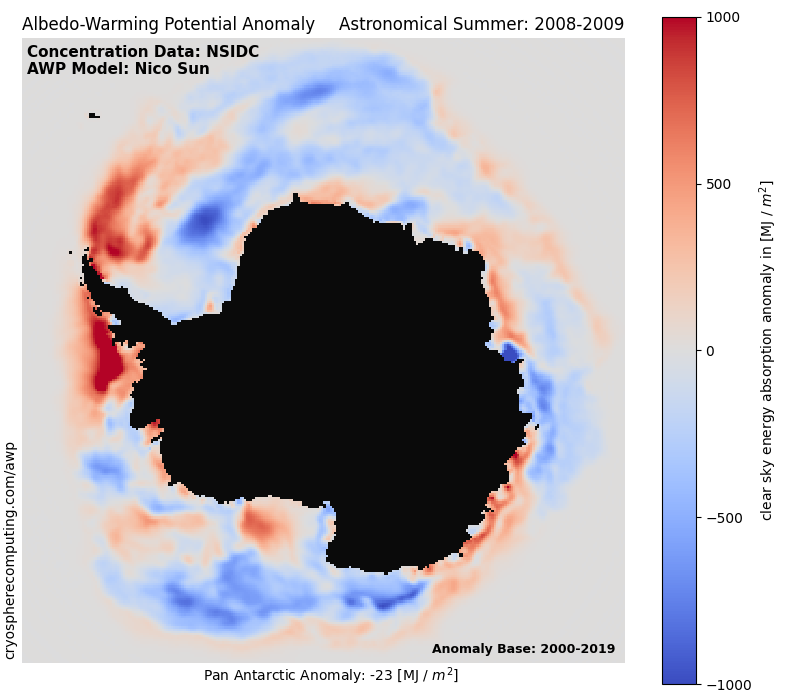 Albedo-Warming Potential Anomaly Astronomical Summer: 2008-2009
Concentration Data: NSIDC
AWP Model: Nico Sun
1000
500
0
−500
−1000
clear sky energy absorption anomaly in [MJ / m²]
cryospherecomputing.com/awp
Anomaly Base: 2000-2019
Pan Antarctic Anomaly: -23 [MJ / m²]